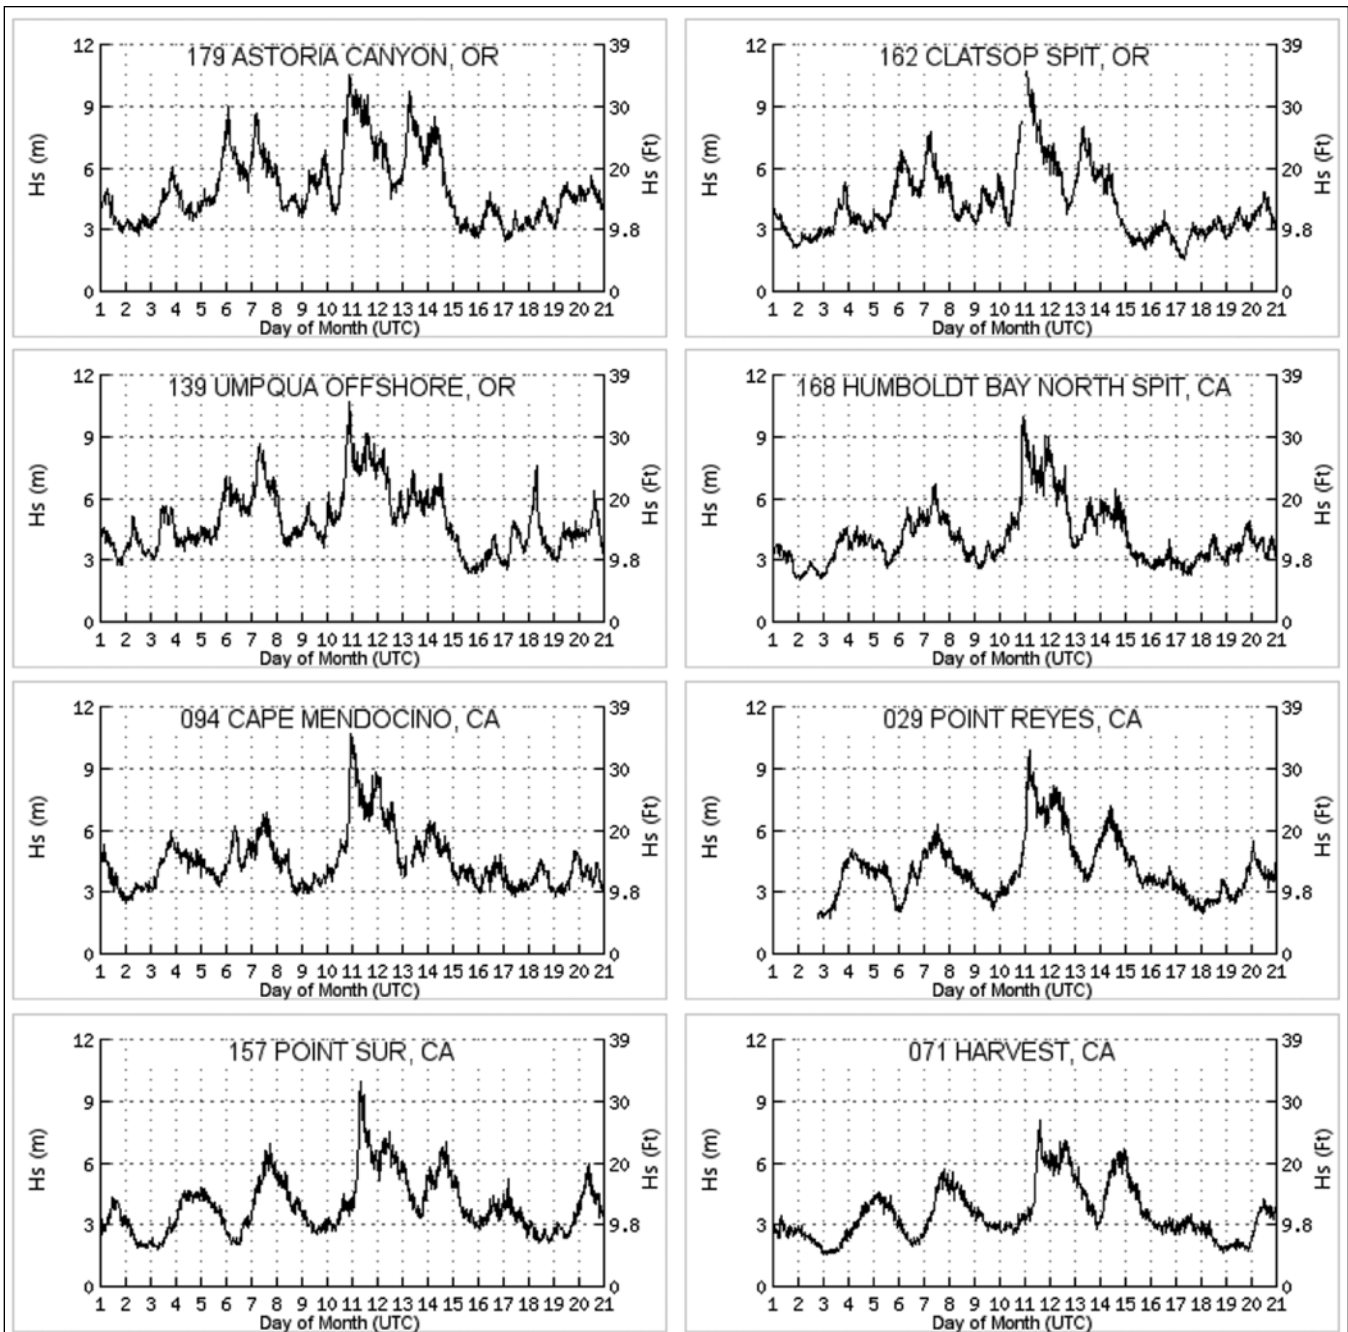 179 ASTORIA CANYON, OR
12 39
9 30
6 20
3 9.8
0 0
Hs (m) Hs (Ft)
1 2 3 4 5 6 7 8 9 10 11 12 13 14 15 16 17 18 19 20 21
Day of Month (UTC)
162 CLATSOP SPIT, OR
12 39
9 30
6 20
3 9.8
0 0
Hs (m) Hs (Ft)
1 2 3 4 5 6 7 8 9 10 11 12 13 14 15 16 17 18 19 20 21
Day of Month (UTC)
139 UMPQUA OFFSHORE, OR
12 39
9 30
6 20
3 9.8
0 0
Hs (m) Hs (Ft)
1 2 3 4 5 6 7 8 9 10 11 12 13 14 15 16 17 18 19 20 21
Day of Month (UTC)
168 HUMBOLDT BAY NORTH SPIT, CA
12 39
9 30
6 20
3 9.8
0 0
Hs (m) Hs (Ft)
1 2 3 4 5 6 7 8 9 10 11 12 13 14 15 16 17 18 19 20 21
Day of Month (UTC)
094 CAPE MENDOCINO, CA
12 39
9 30
6 20
3 9.8
0 0
Hs (m) Hs (Ft)
1 2 3 4 5 6 7 8 9 10 11 12 13 14 15 16 17 18 19 20 21
Day of Month (UTC)
029 POINT REYES, CA
12 39
9 30
6 20
3 9.8
0 0
Hs (m) Hs (Ft)
1 2 3 4 5 6 7 8 9 10 11 12 13 14 15 16 17 18 19 20 21
Day of Month (UTC)
157 POINT SUR, CA
12 39
9 30
6 20
3 9.8
0 0
Hs (m) Hs (Ft)
1 2 3 4 5 6 7 8 9 10 11 12 13 14 15 16 17 18 19 20 21
Day of Month (UTC)
071 HARVEST, CA
12 39
9 30
6 20
3 9.8
0 0
Hs (m) Hs (Ft)
1 2 3 4 5 6 7 8 9 10 11 12 13 14 15 16 17 18 19 20 21
Day of Month (UTC)